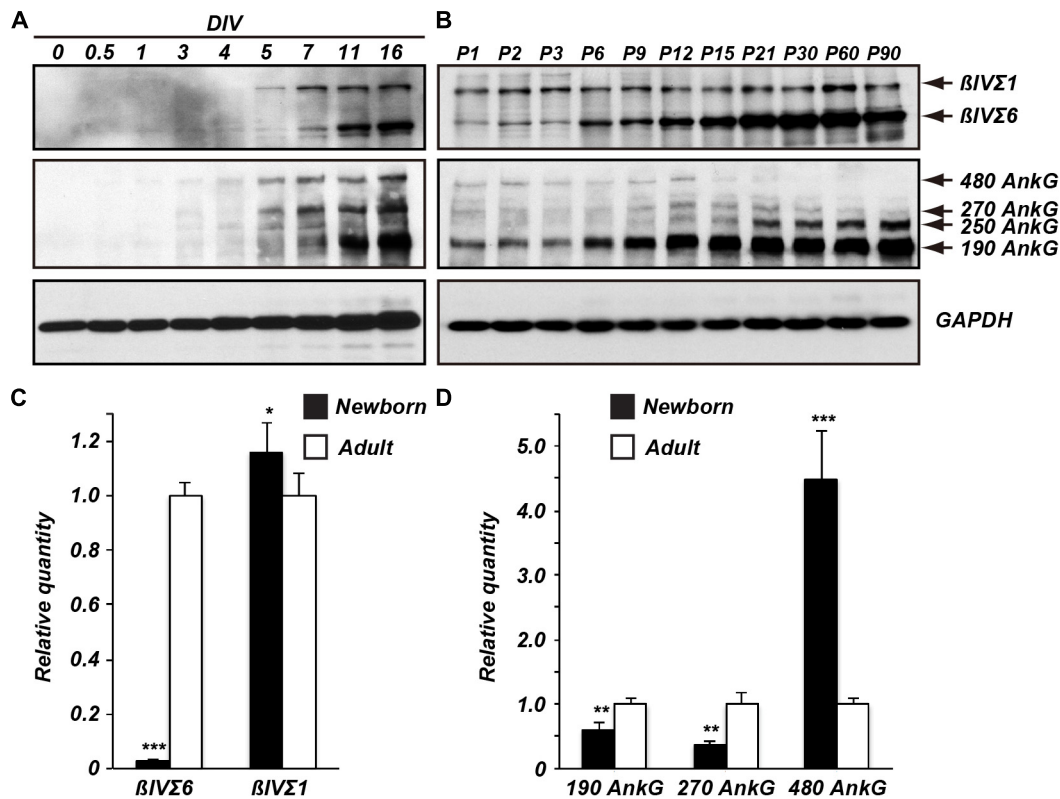 A
DIV
0 0.5 1 3 4 5 7 11 16
B
P1 P2 P3 P6 P9 P12 P15 P21 P30 P60 P90
ßIVΣ1
ßIVΣ6
480 AnkG
270 AnkG
250 AnkG
190 AnkG
GAPDH
C
Newborn
Adult
Relative quantity
1.2
1.0
0.8
0.6
0.4
0.2
0
***
*
ßIVΣ6 ßIVΣ1
D
Newborn
Adult
Relative quantity
5.0
4.0
3.0
2.0
1.0
0
**
**
***
190 AnkG 270 AnkG 480 AnkG